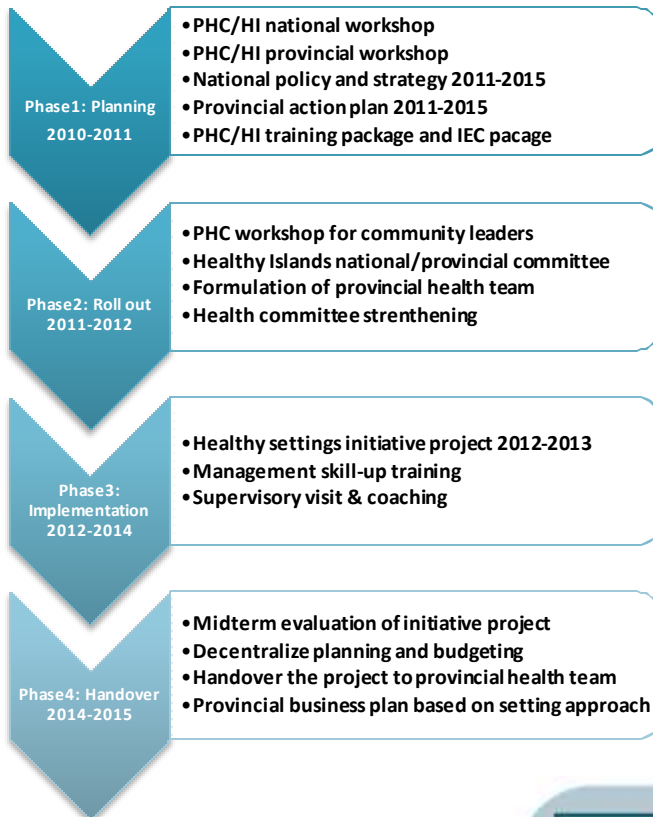 Phase1: Planning
2010-2011
•PHC/HI national workshop
•PHC/HI provincial workshop
•National policy and strategy 2011-2015
•Provincial action plan 2011-2015
•PHC/HI training package and IEC pacage
Phase2: Roll out
2011-2012
•PHC workshop for community leaders
•Healthy Islands national/provincial committee
•Formulation of provincial health team
•Health committee strenthening
Phase3:
Implementation
2012-2014
•Healthy settings initiative project 2012-2013
•Management skill-up training
•Supervisory visit & coaching
Phase4: Handover
2014-2015
•Midterm evaluation of initiative project
•Decentralize planning and budgeting
•Handover the project to provincial health team
•Provincial business plan based on setting approach